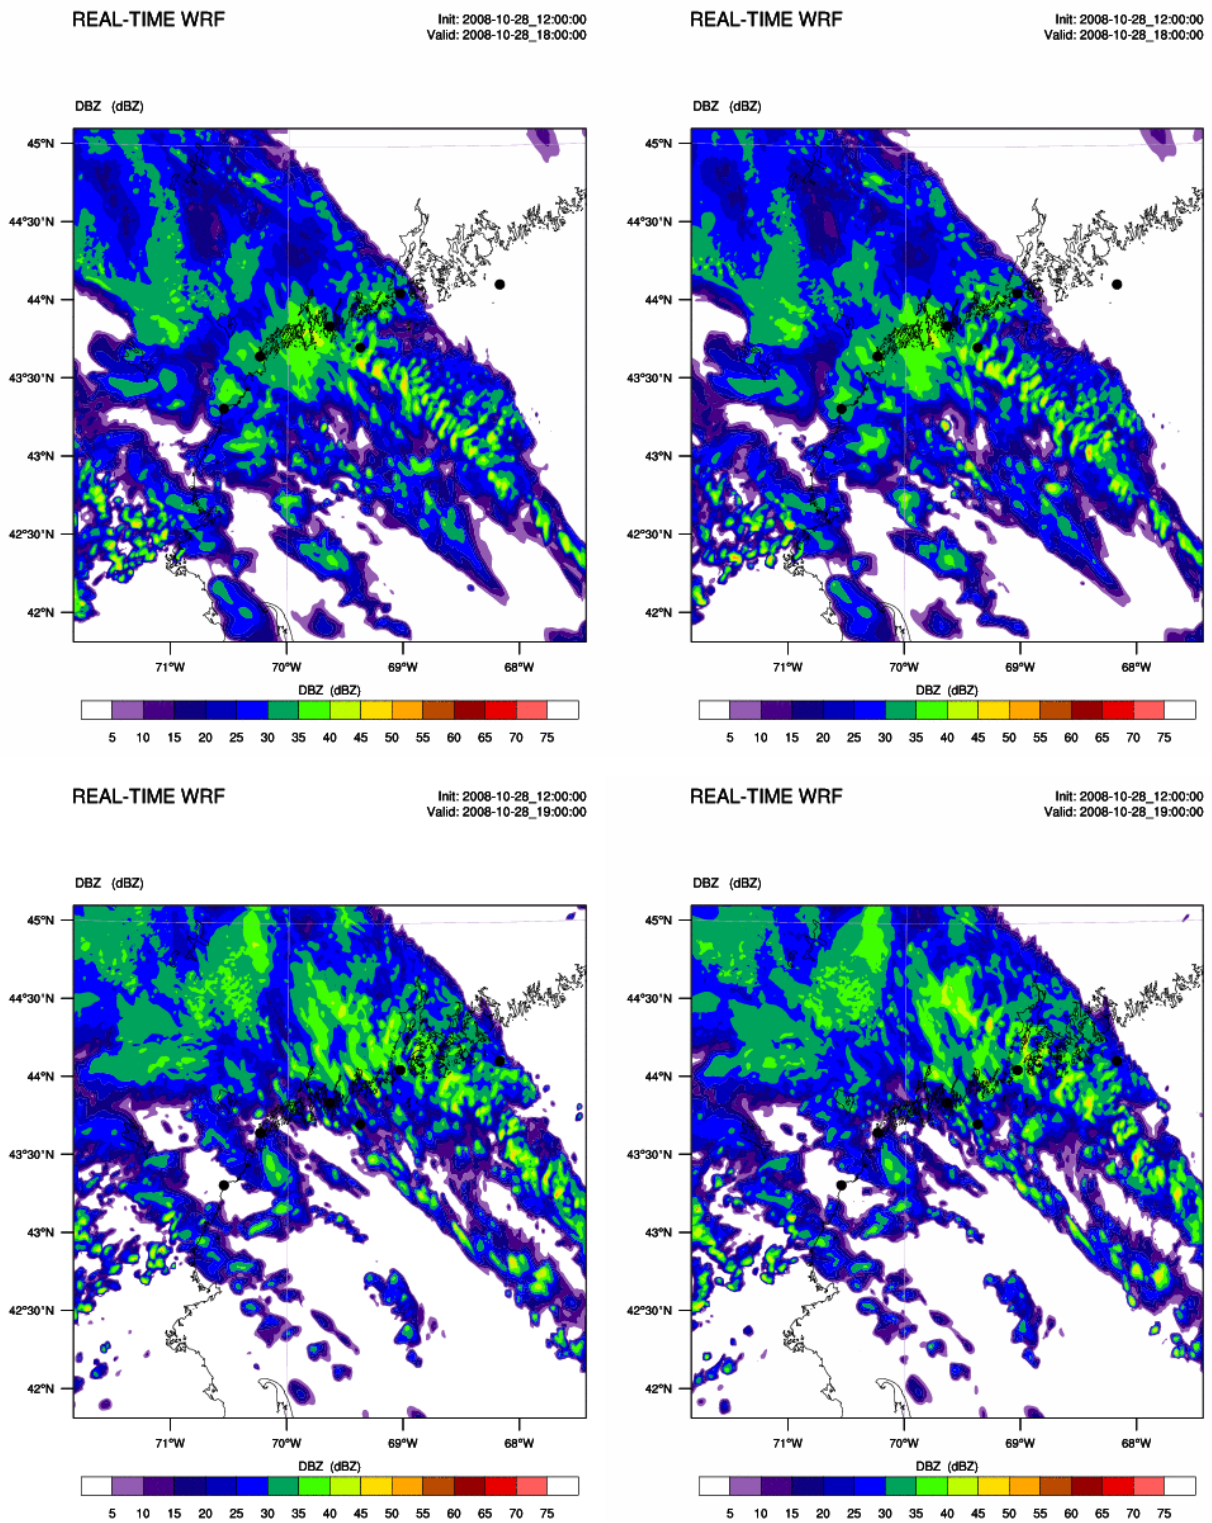 REAL-TIME WRF
Init: 2008-10-28_12:00:00
Valid: 2008-10-28_18:00:00
DBZ (dBZ)
45°N
44°30'N
44°N
43°30'N
43°N
42°30'N
42°N
71°W 70°W 69°W 68°W
DBZ (dBZ)
5 10 15 20 25 30 35 40 45 50 55 60 65 70 75
REAL-TIME WRF
Init: 2008-10-28_12:00:00
Valid: 2008-10-28_18:00:00
DBZ (dBZ)
45°N
44°30'N
44°N
43°30'N
43°N
42°30'N
42°N
71°W 70°W 69°W 68°W
DBZ (dBZ)
5 10 15 20 25 30 35 40 45 50 55 60 65 70 75
REAL-TIME WRF
Init: 2008-10-28_12:00:00
Valid: 2008-10-28_19:00:00
DBZ (dBZ)
45°N
44°30'N
44°N
43°30'N
43°N
42°30'N
42°N
71°W 70°W 69°W 68°W
DBZ (dBZ)
5 10 15 20 25 30 35 40 45 50 55 60 65 70 75
REAL-TIME WRF
Init: 2008-10-28_12:00:00
Valid: 2008-10-28_19:00:00
DBZ (dBZ)
45°N
44°30'N
44°N
43°30'N
43°N
42°30'N
42°N
71°W 70°W 69°W 68°W
DBZ (dBZ)
5 10 15 20 25 30 35 40 45 50 55 60 65 70 75